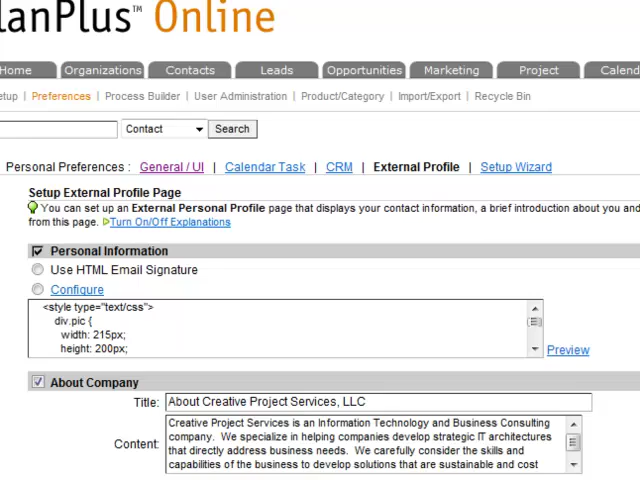 lanPlus™ Online
Home Organizations Contacts Leads Opportunities Marketing Project Calend
etup | Preferences | Process Builder | User Administration | Product/Category | Import/Export | Recycle Bin
Contact Search
Personal Preferences : General / UI | Calendar Task | CRM | External Profile | Setup Wizard
Setup External Profile Page
You can set up an External Personal Profile page that displays your contact information, a brief introduction about you and
from this page. Turn On/Off Explanations
Personal Information
Use HTML Email Signature
Configure
<style type="text/css">
div.pic {
width: 215px;
height: 200px;
Preview
About Company
Title: About Creative Project Services, LLC
Content: Creative Project Services is an Information Technology and Business Consulting
company. We specialize in helping companies develop strategic IT architectures
that directly address business needs. We carefully consider the skills and
capabilities of the business to develop solutions that are sustainable and cost